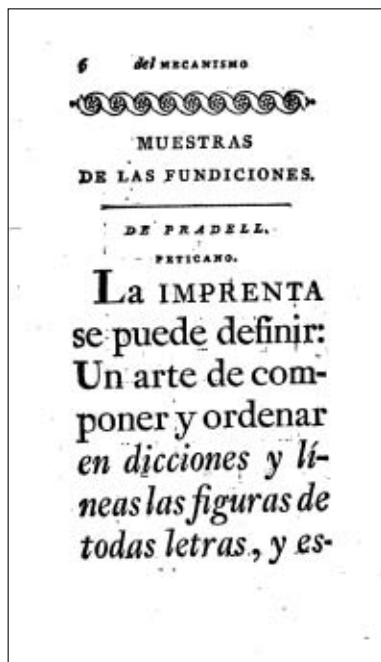 6 del MECANISMO
MUESTRAS
DE LAS FUNDICIONES.
DE PRADELL.
PETICANO.
La IMPRENTA
se puede definir:
Un arte de com-
poner y ordenar
en dicciones y lí-
neas las figuras de
todas letras, y es-